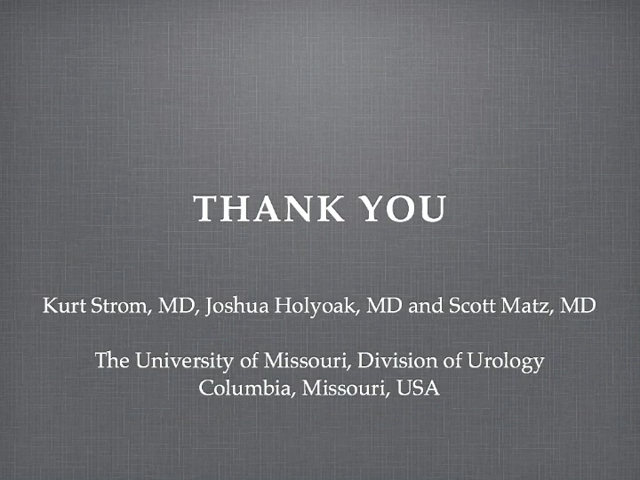 THANK YOU
Kurt Strom, MD, Joshua Holyoak, MD and Scott Matz, MD
The University of Missouri, Division of Urology
Columbia, Missouri, USA